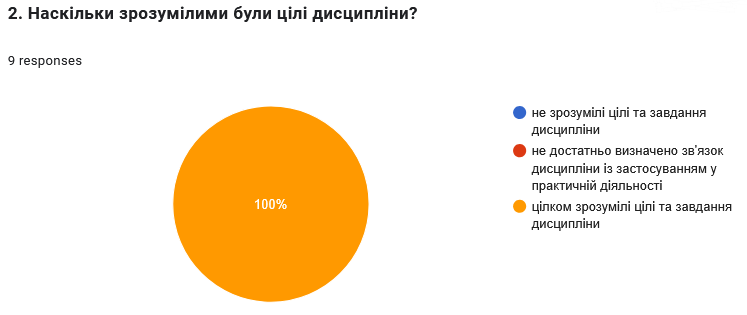 2. Наскільки зрозумілими були цілі дисципліни?
9 responses
100%
не зрозумілі цілі та завдання
дисципліни
не достатньо визначено зв'язок
дисципліни із застосуванням у
практичній діяльності
цілком зрозумілі цілі та завдання
дисципліни